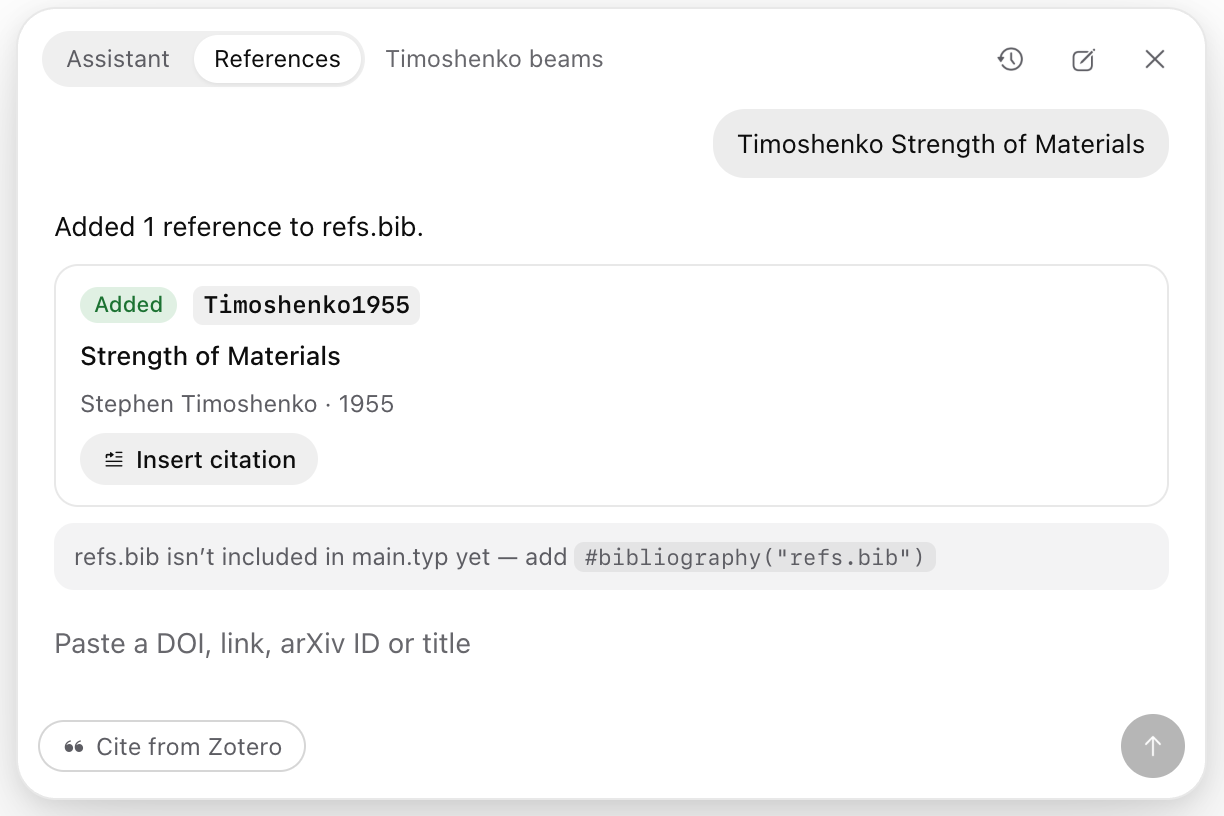 Assistant References Timoshenko beams
Timoshenko Strength of Materials
Added 1 reference to refs.bib.
Added Timoshenko1955
Strength of Materials
Stephen Timoshenko · 1955
Insert citation
refs.bib isn’t included in main.typ yet — add #bibliography("refs.bib")
Paste a DOI, link, arXiv ID or title
Cite from Zotero